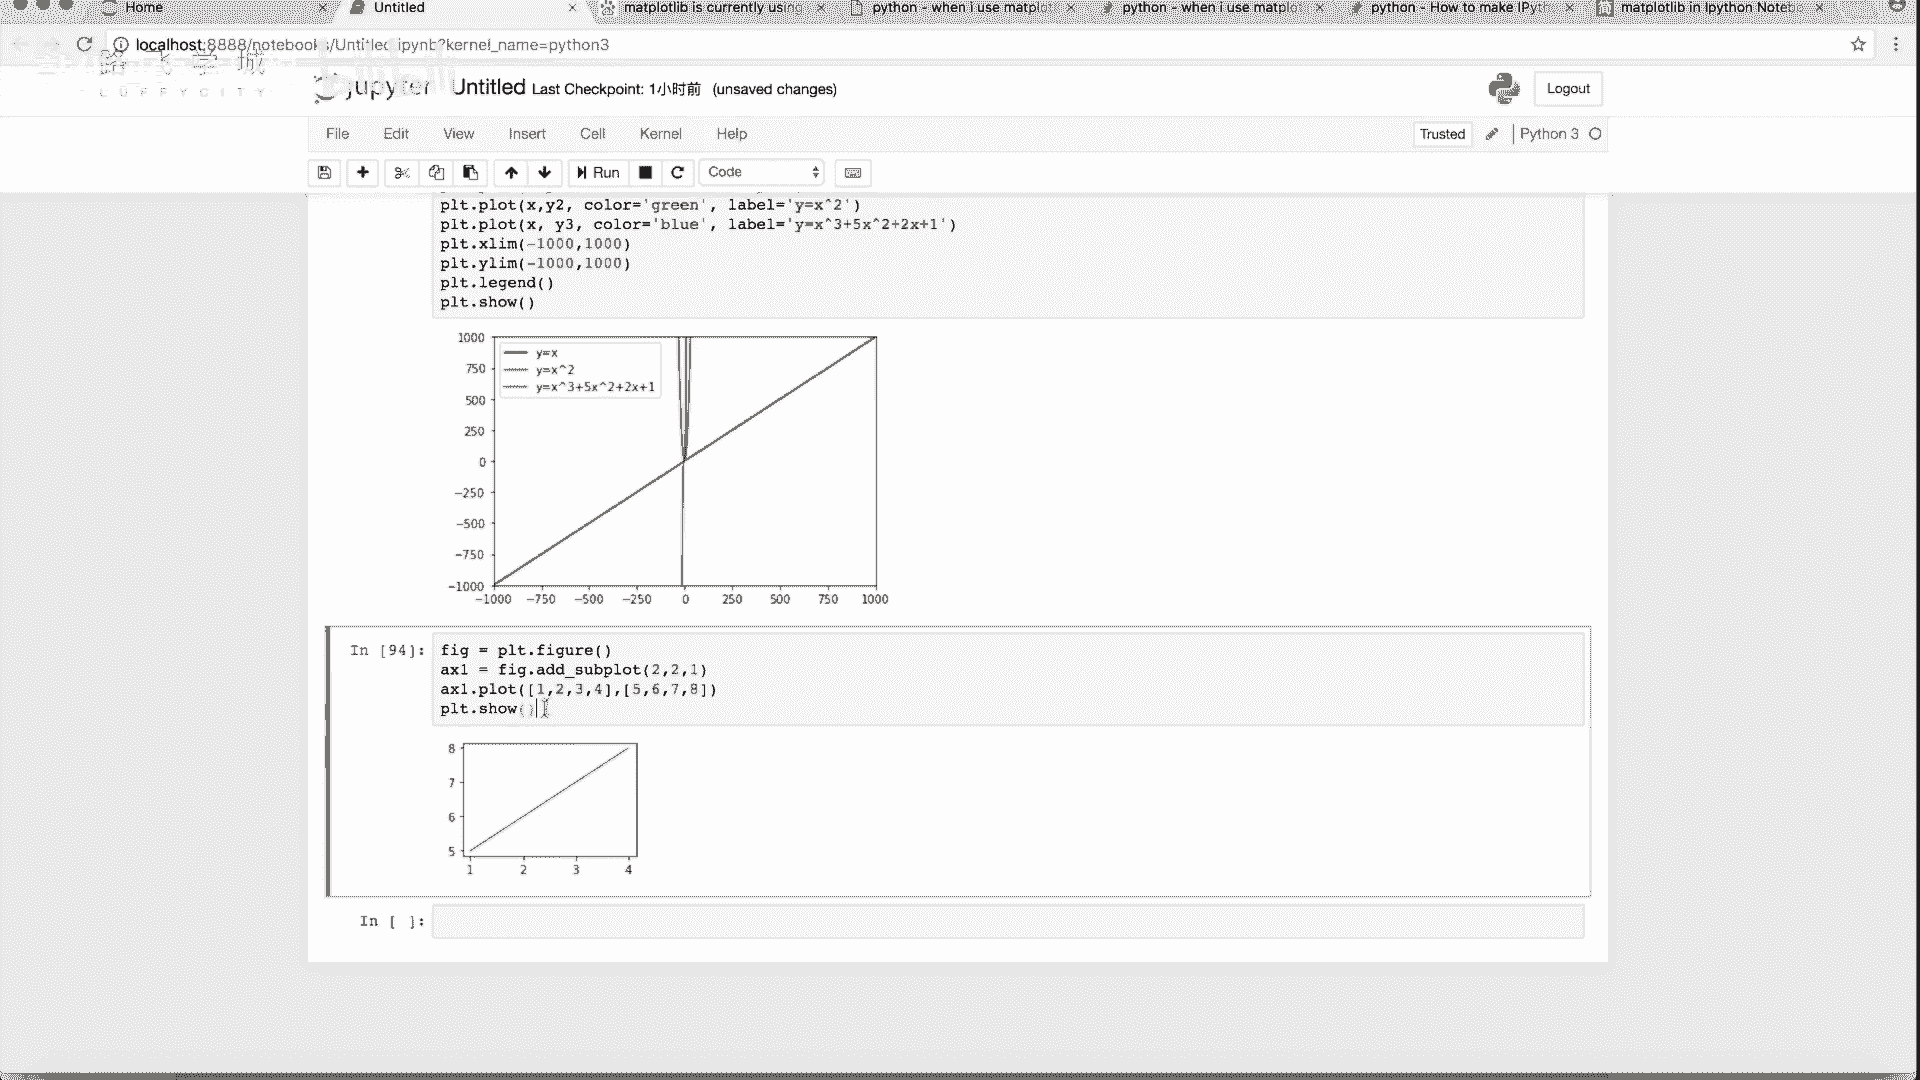 Home
Untitled
matplotlib is currently using
python - when i use matplot
python - when i use matplo
python - How to make IPyth
matplotlib in Ipython Notebo
localhost:8888/notebooks/Untitled.ipynb?kernel_name=python3
学 城
LUFFYCITY
jupyter Untitled Last Checkpoint: 1小时前 (unsaved changes)
Logout
File Edit View Insert Cell Kernel Help
Trusted Python 3
Run Code
plt.plot(x,y2, color='green', label='y=x^2')
plt.plot(x, y3, color='blue', label='y=x^3+5x^2+2x+1')
plt.xlim(-1000,1000)
plt.ylim(-1000,1000)
plt.legend()
plt.show()
1000
750
500
250
0
−250
−500
−750
−1000
y=x
y=x^2
y=x^3+5x^2+2x+1
−1000 −750 −500 −250 0 250 500 750 1000
In [94]:
fig = plt.figure()
ax1 = fig.add_subplot(2,2,1)
ax1.plot([1,2,3,4],[5,6,7,8])
plt.show()
8
7
6
5
1 2 3 4
In [ ]: